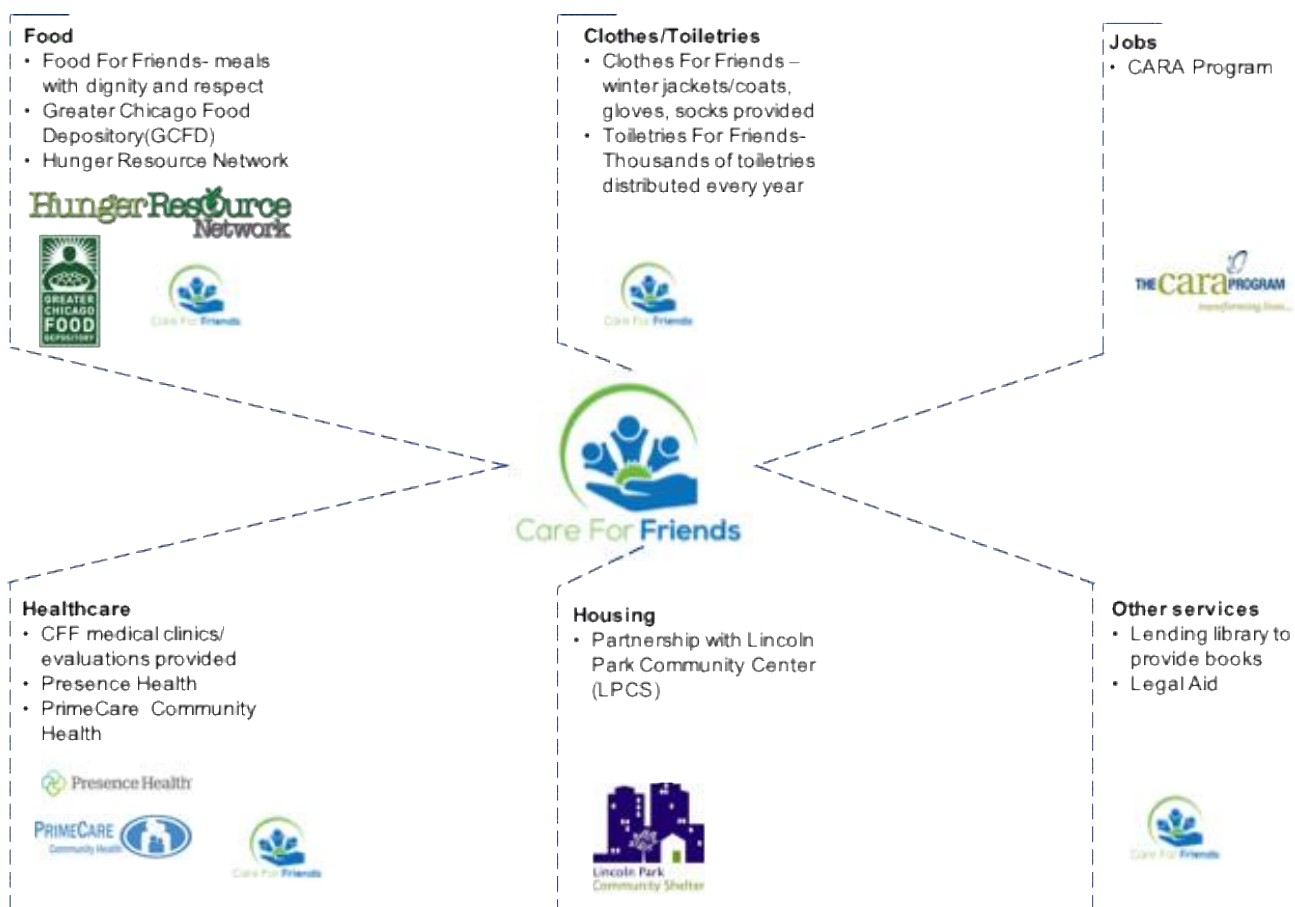 Food
• Food For Friends- meals
with dignity and respect
• Greater Chicago Food
Depository(GCFD)
• Hunger Resource Network
HungerResource
Network
GREATER
CHICAGO
FOOD
DEPOSITORY
Care For Friends
Clothes/Toiletries
• Clothes For Friends –
winter jackets/coats,
gloves, socks provided
• Toiletries For Friends-
Thousands of toiletries
distributed every year
Care For Friends
Jobs
• CARA Program
THE cara PROGRAM
transforming lives...
Care For Friends
Healthcare
• CFF medical clinics/
evaluations provided
• Presence Health
• PrimeCare Community
Health
Presence Health
PRIMECARE
Community Health
Care For Friends
Housing
• Partnership with Lincoln
Park Community Center
(LPCS)
Lincoln Park
Community Shelter
Other services
• Lending library to
provide books
• Legal Aid
Care For Friends